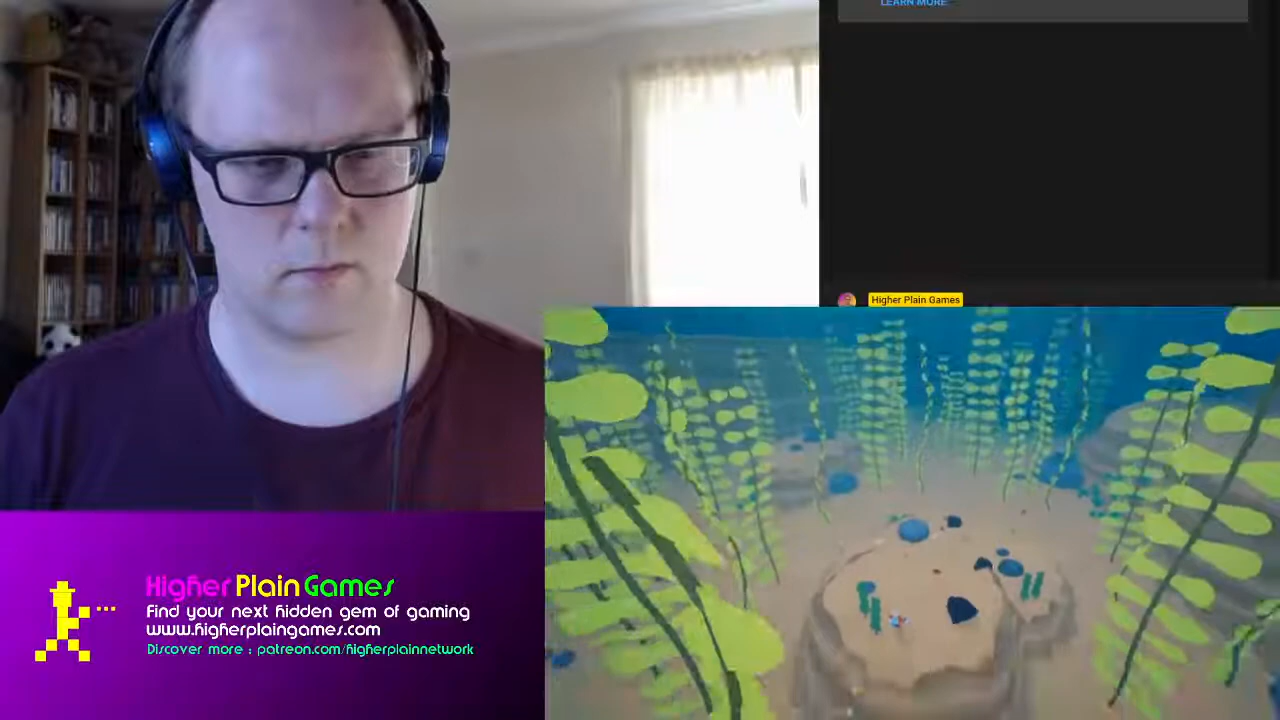 LEARN MORE
Higher Plain Games
Higher Plain Games
Find your next hidden gem of gaming
www.higherplaingames.com
Discover more : patreon.com/higherplainnetwork